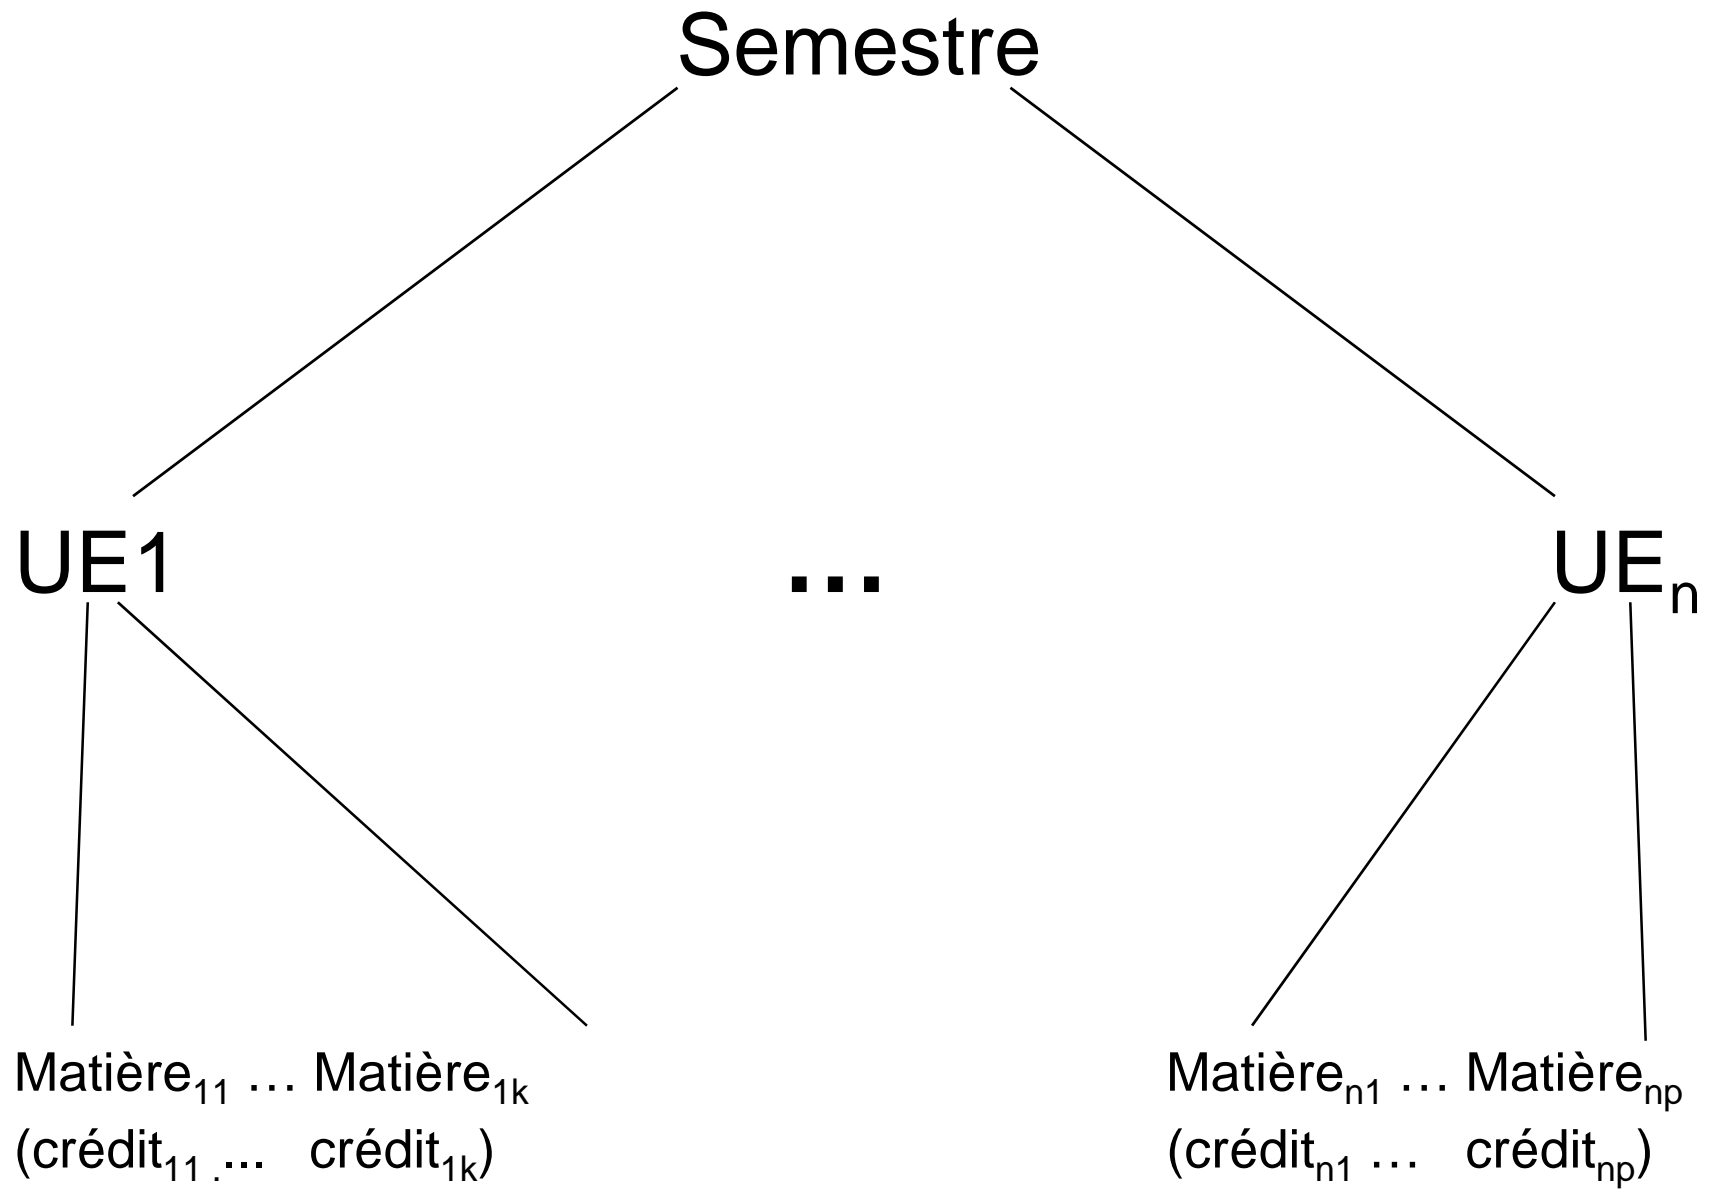 Semestre
UE1 … UEn
Matière11 … Matière1k Matièren1 … Matièrenp
(crédit11 .... crédit1k) (créditn1 … créditnp)